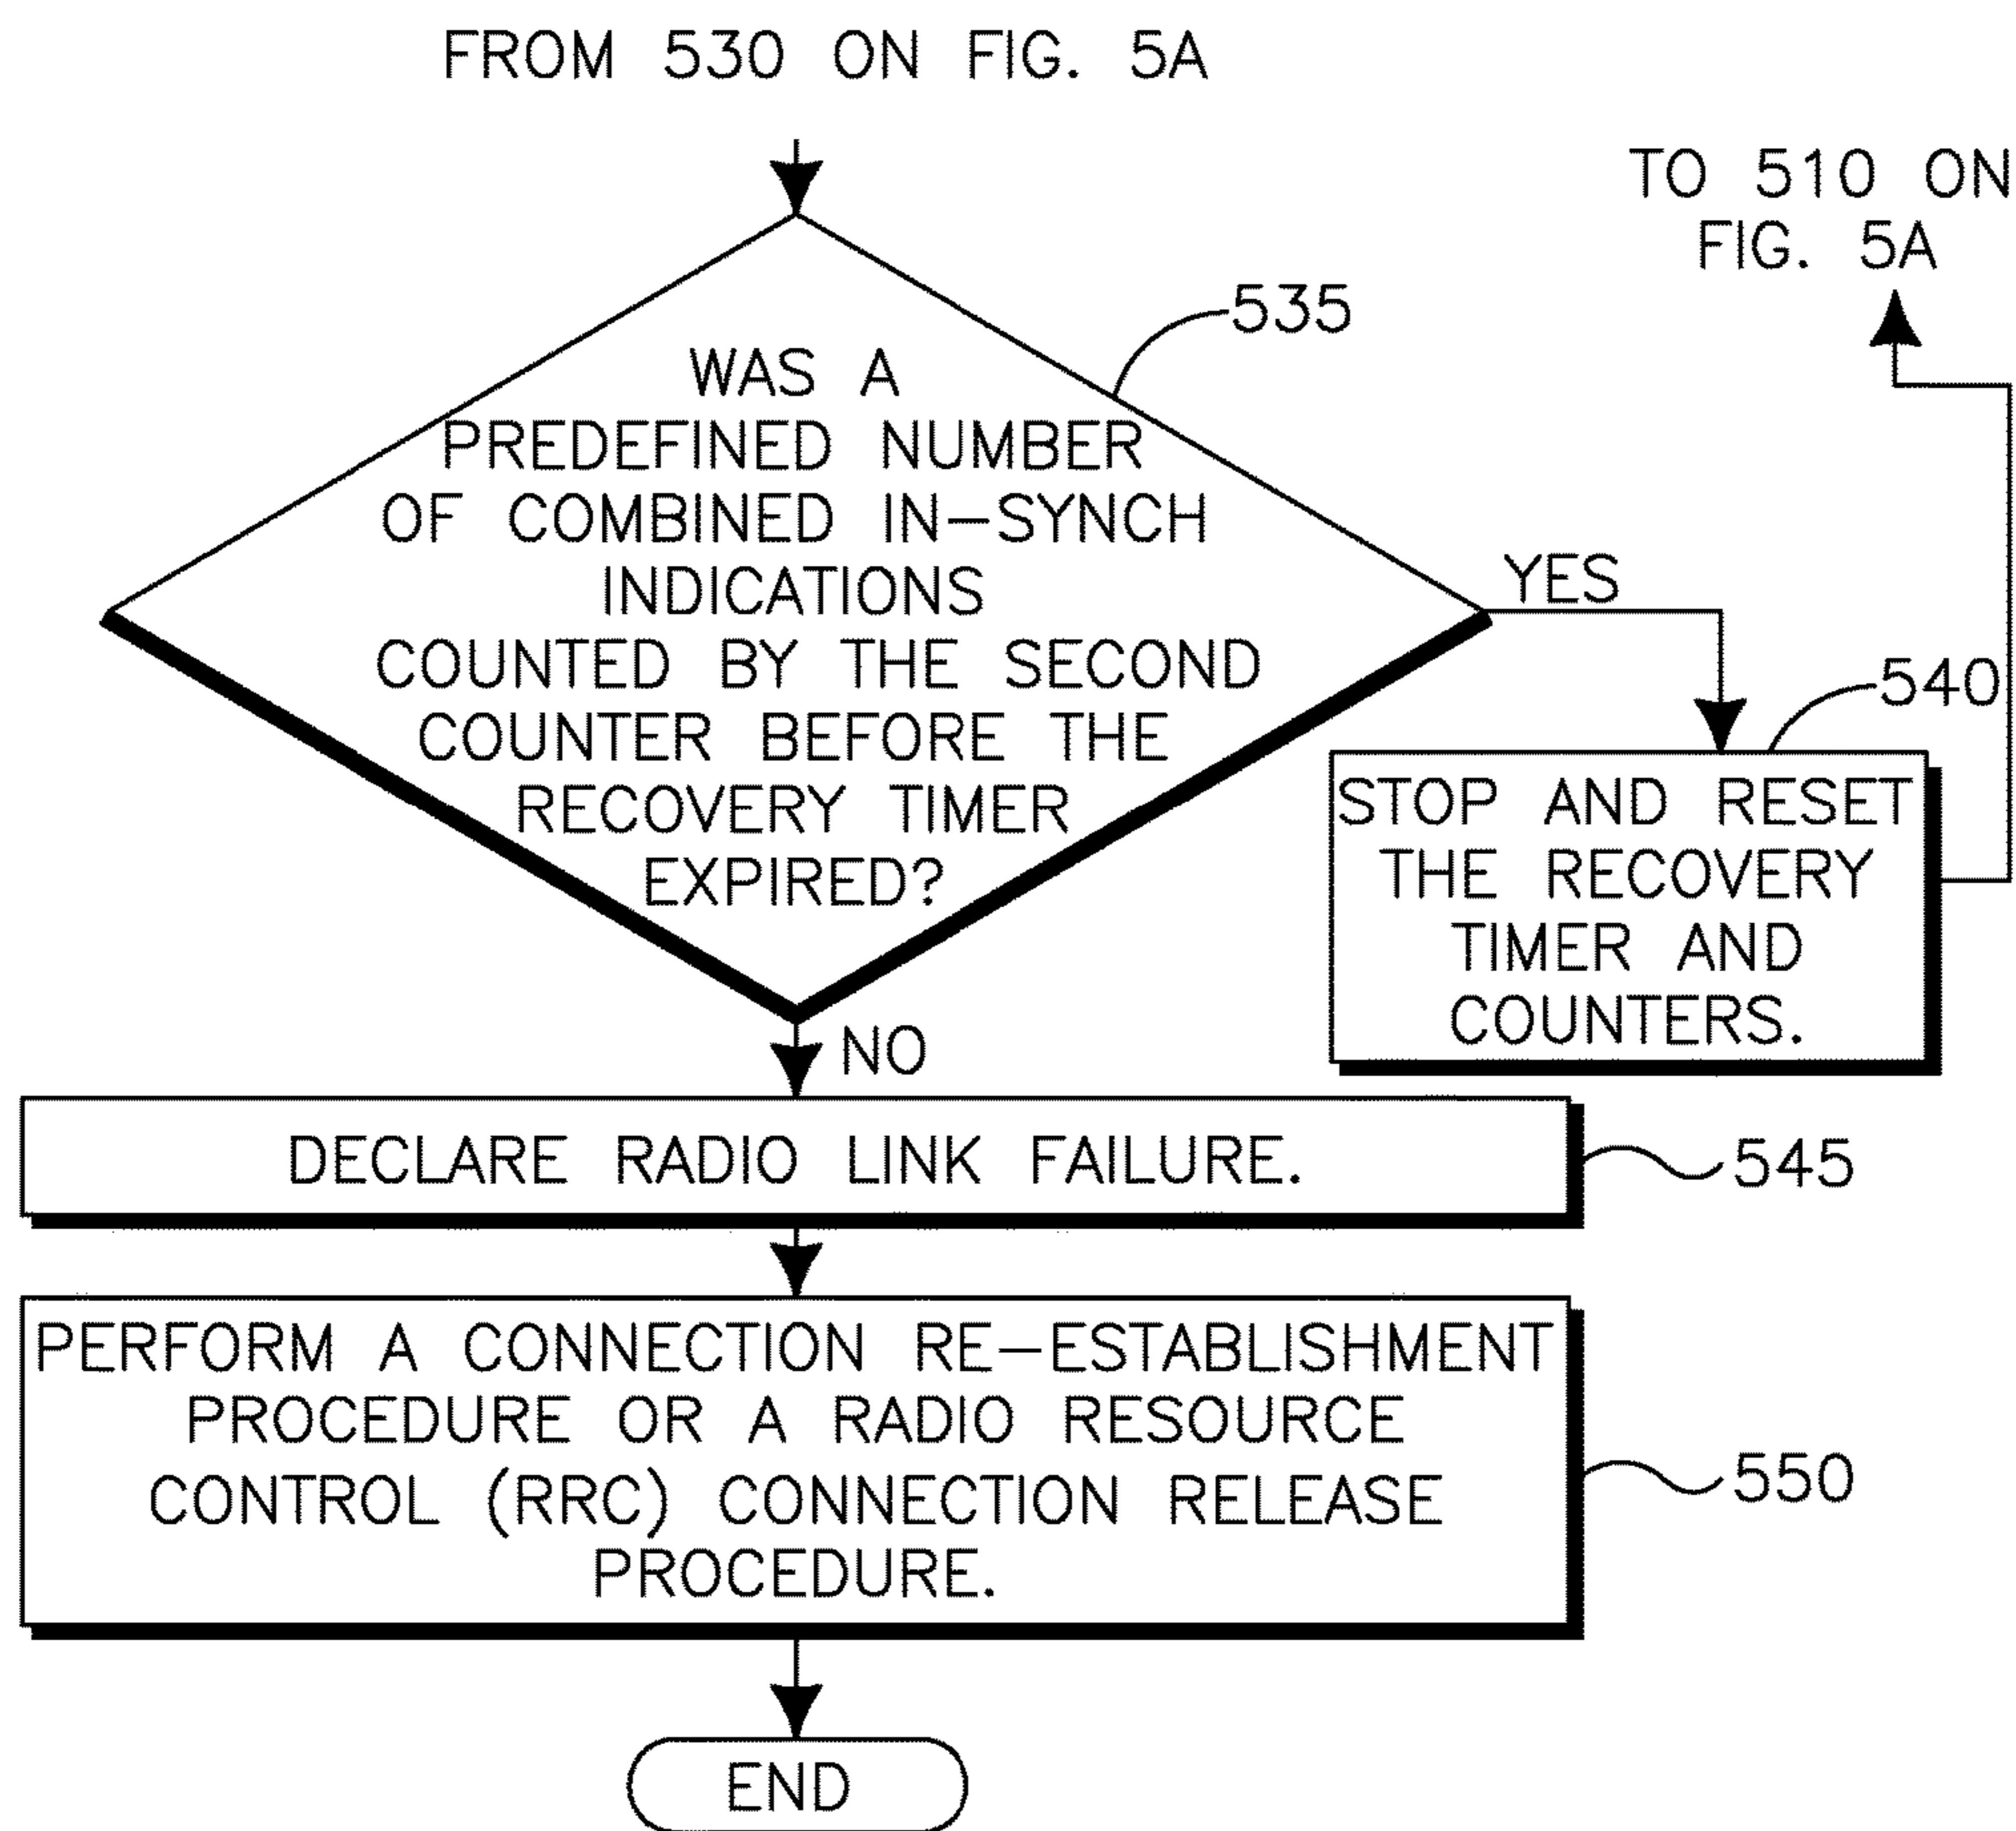 FROM 530 ON FIG. 5A
TO 510 ON
FIG. 5A
535
WAS A
PREDEFINED NUMBER
OF COMBINED IN-SYNCH
INDICATIONS
COUNTED BY THE SECOND
COUNTER BEFORE THE
RECOVERY TIMER
EXPIRED?
YES
540
STOP AND RESET
THE RECOVERY
TIMER AND
COUNTERS.
NO
DECLARE RADIO LINK FAILURE.
545
PERFORM A CONNECTION RE-ESTABLISHMENT
PROCEDURE OR A RADIO RESOURCE
CONTROL (RRC) CONNECTION RELEASE
PROCEDURE.
550
END